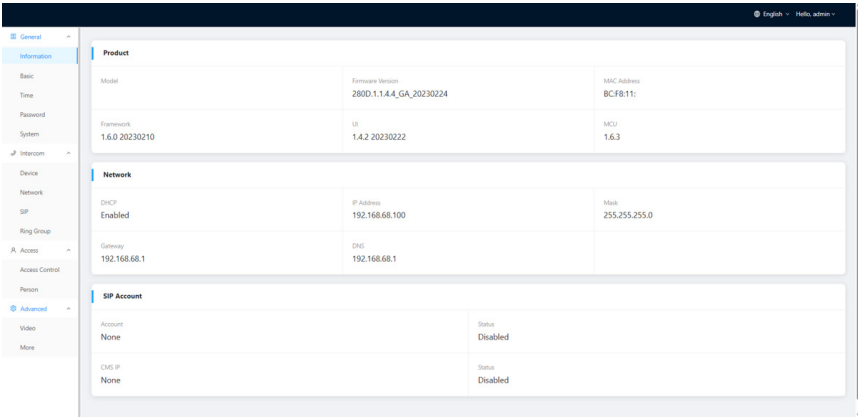 English Hello, admin
General
Information
Basic
Time
Password
System
Intercom
Device
Network
SIP
Ring Group
Access
Access Control
Person
Advanced
Video
More
Product
Model
Firmware Version
280D.1.1.4.4_GA_20230224
MAC Address
BC:F8:11:
Framework
1.6.0 20230210
UI
1.4.2 20230222
MCU
1.6.3
Network
DHCP
Enabled
IP Address
192.168.68.100
Mask
255.255.255.0
Gateway
192.168.68.1
DNS
192.168.68.1
SIP Account
Account
None
Status
Disabled
CMS IP
None
Status
Disabled